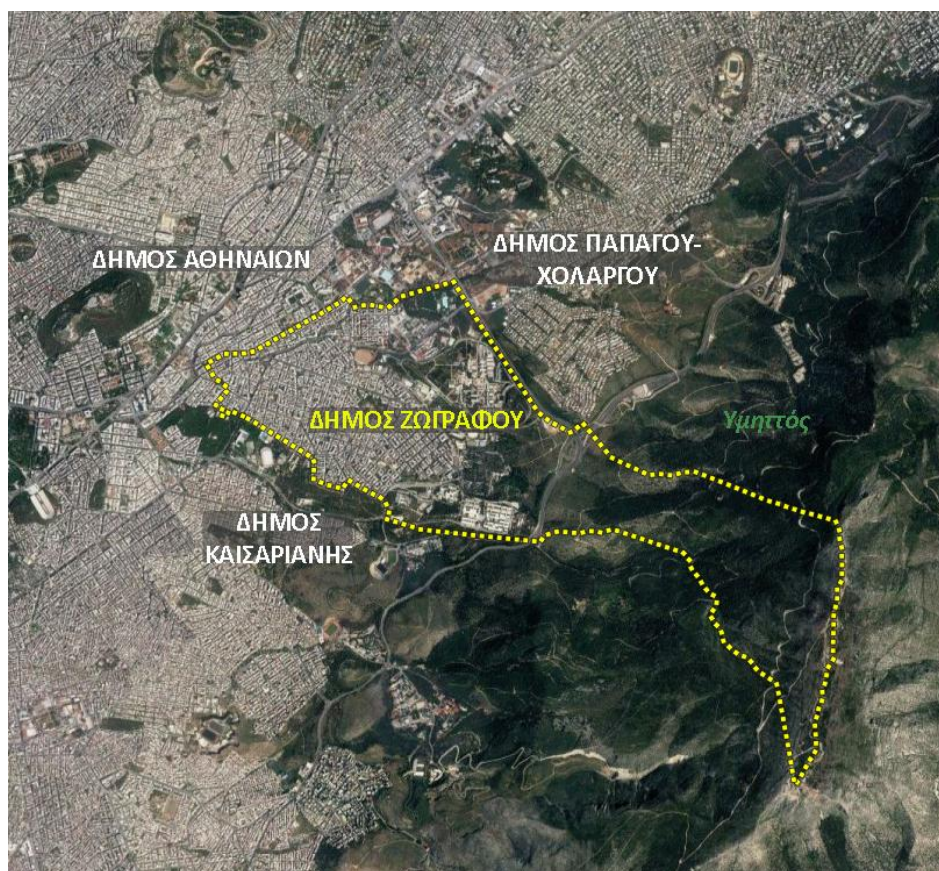 ΔΗΜΟΣ ΑΘΗΝΑΙΩΝ
ΔΗΜΟΣ ΠΑΠΑΓΟΥ-
ΧΟΛΑΡΓΟΥ
ΔΗΜΟΣ ΖΩΓΡΑΦΟΥ
Υμηττός
ΔΗΜΟΣ
ΚΑΙΣΑΡΙΑΝΗΣ